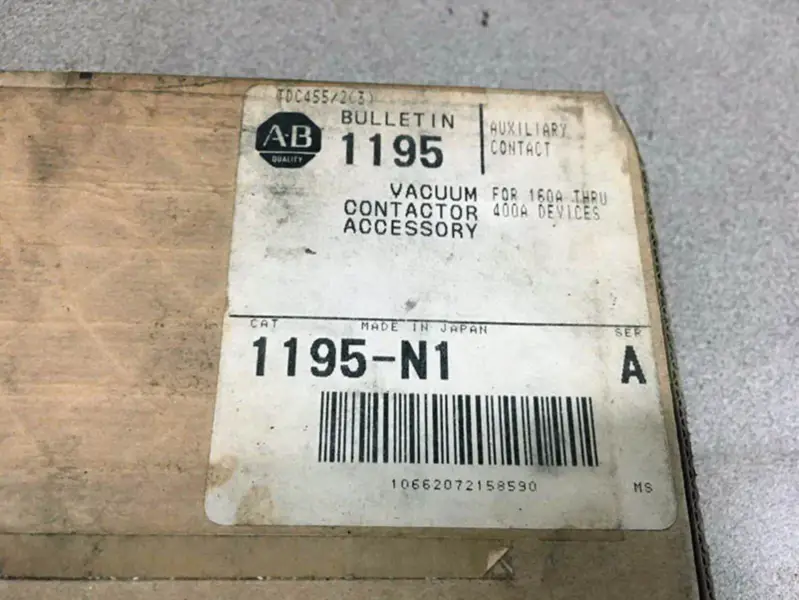 TDC455/2(3)
A-B
QUALITY
BULLETIN
1195
AUXILIARY
CONTACT
VACUUM
CONTACTOR
ACCESSORY
FOR 160A THRU
400A DEVICES
CAT
MADE IN JAPAN
SER
1195-N1
A
10662072158590
MS